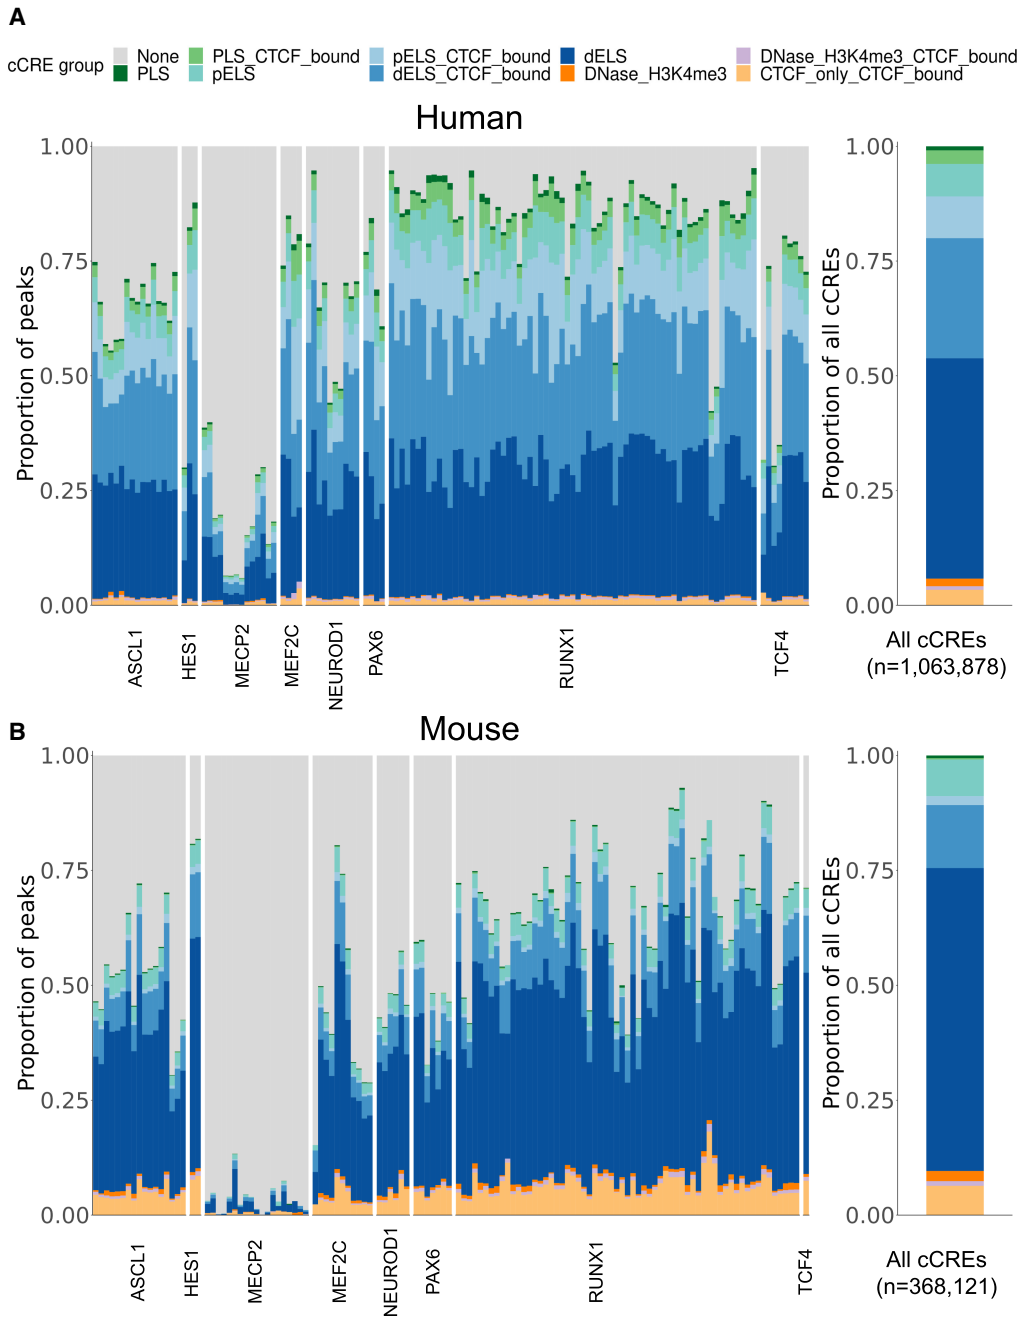 A
cCRE group
None
PLS_CTCF_bound
pELS_CTCF_bound
dELS
DNase_H3K4me3_CTCF_bound
PLS
pELS
dELS_CTCF_bound
DNase_H3K4me3
CTCF_only_CTCF_bound
Human
Proportion of peaks
1.00
0.75
0.50
0.25
0.00
ASCL1
HES1
MECP2
MEF2C
NEUROD1
PAX6
RUNX1
TCF4
Proportion of all cCREs
1.00
0.75
0.50
0.25
0.00
All cCREs
(n=1,063,878)
B
Mouse
Proportion of peaks
1.00
0.75
0.50
0.25
0.00
ASCL1
HES1
MECP2
MEF2C
NEUROD1
PAX6
RUNX1
TCF4
Proportion of all cCREs
1.00
0.75
0.50
0.25
0.00
All cCREs
(n=368,121)